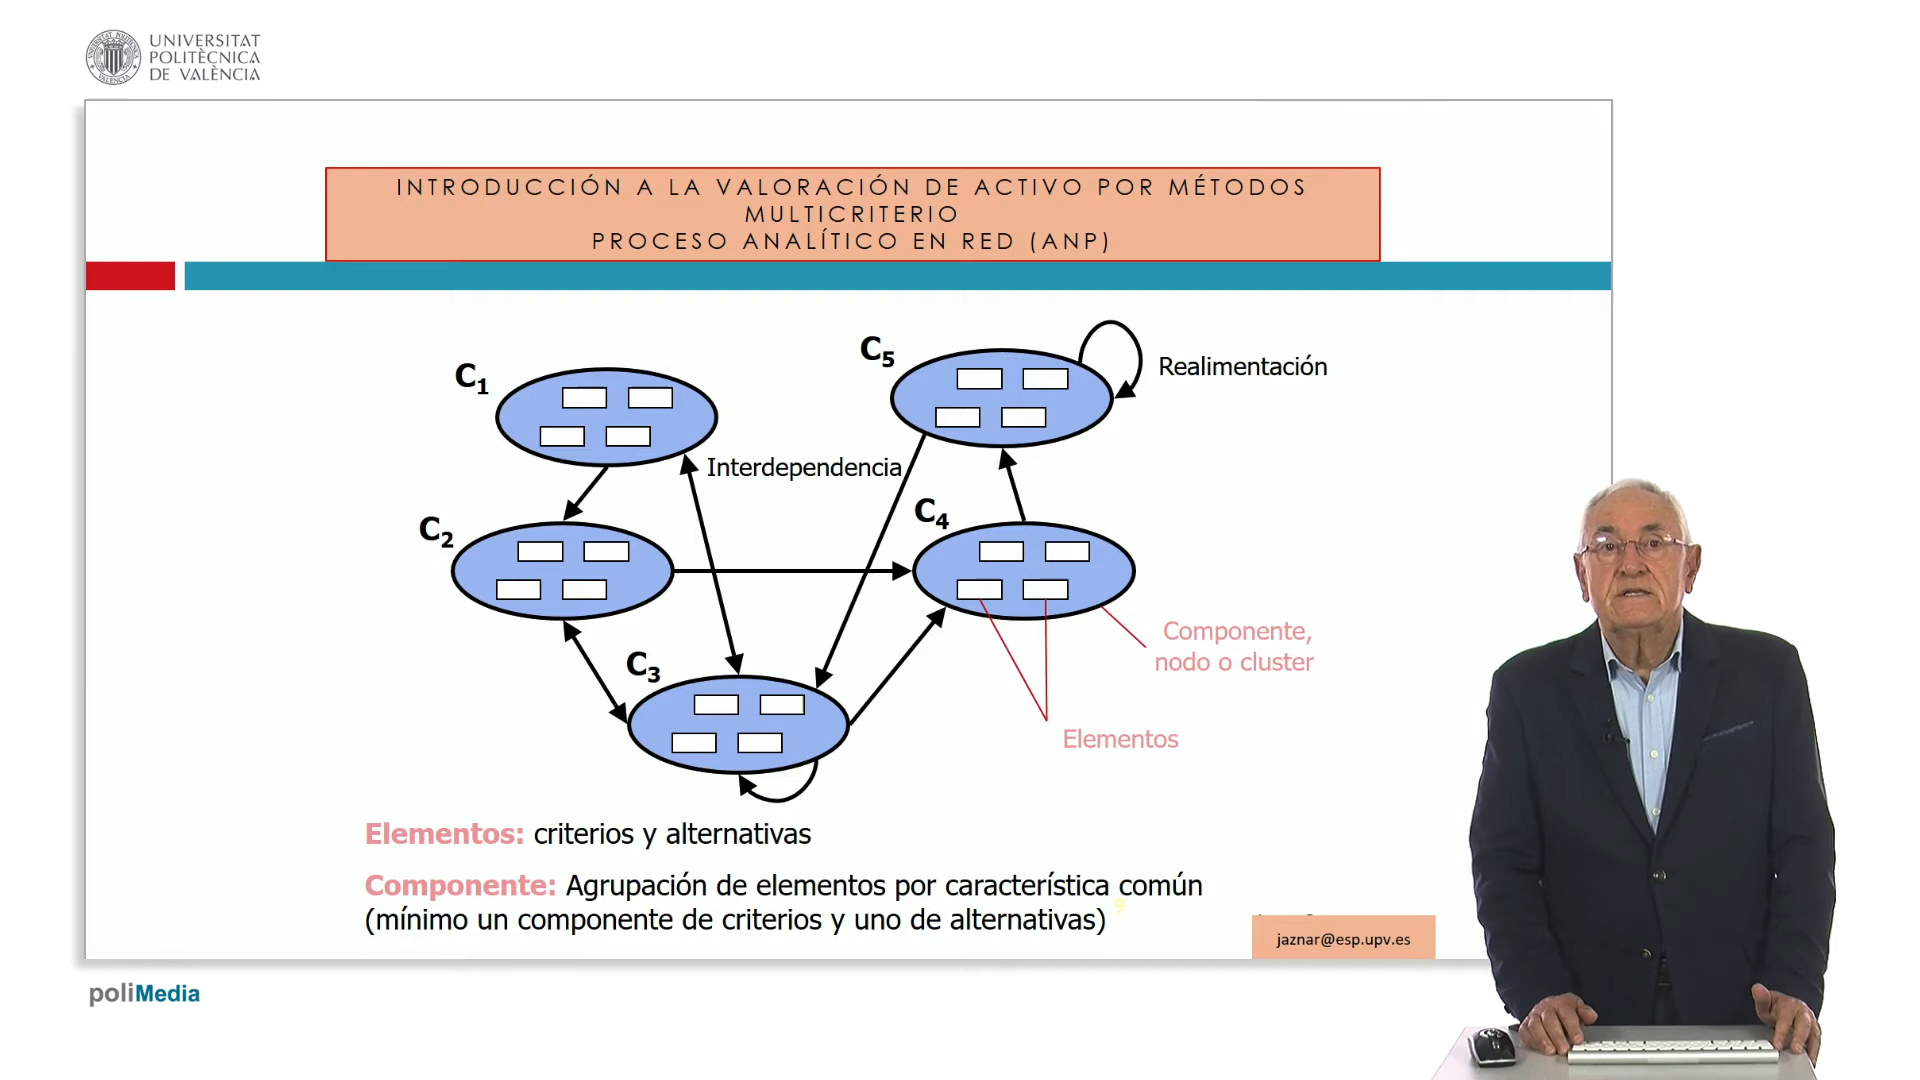 UNIVERSITAT
POLITÈCNICA
DE VALÈNCIA
INTRODUCCIÓN A LA VALORACIÓN DE ACTIVO POR MÉTODOS
MULTICRITERIO
PROCESO ANALÍTICO EN RED (ANP)
C1
C5
Realimentación
Interdependencia
C2
C4
C3
Componente,
nodo o cluster
Elementos
Elementos: criterios y alternativas
Componente: Agrupación de elementos por característica común
(mínimo un componente de criterios y uno de alternativas)
9
jaznar@esp.upv.es
poliMedia